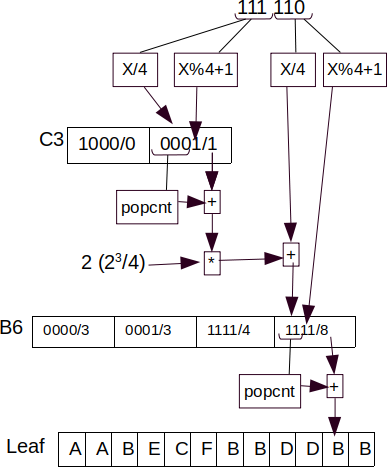 111 110
X/4 X%4+1 X/4 X%4+1
C3 1000/0 0001/1
popcnt +
2 (2³/4) * +
B6 0000/3 0001/3 1111/4 1111/8
popcnt +
Leaf A A B E C F B B D D B B